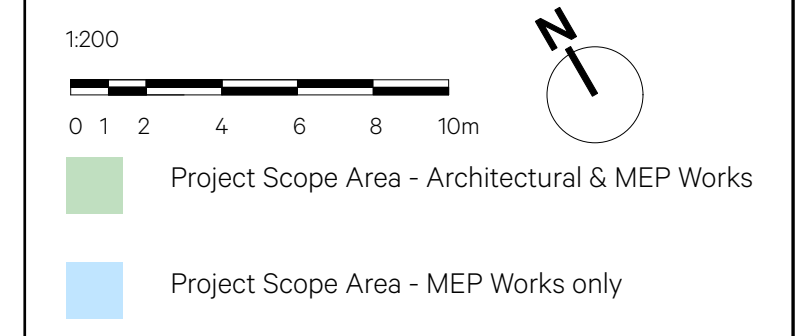 1:200
N
0 1 2 4 6 8 10m
Project Scope Area - Architectural & MEP Works
Project Scope Area - MEP Works only